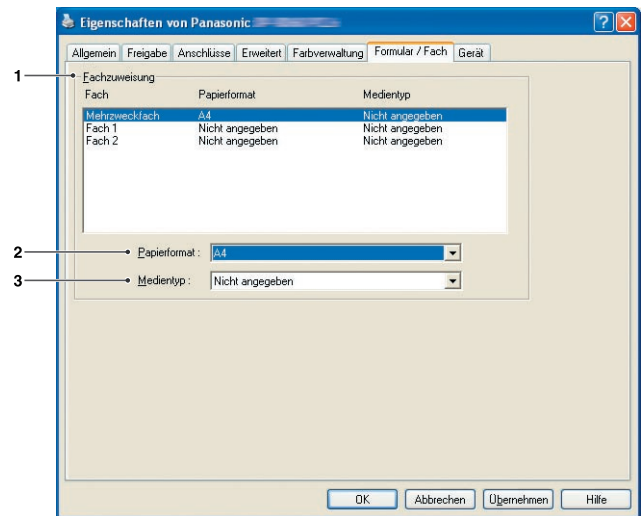 Eigenschaften von Panasonic
Allgemein Freigabe Anschlüsse Erweitert Farbverwaltung Formular / Fach Gerät
1
Fachzuweisung
Fach Papierformat Medientyp
Mehrzweckfach A4 Nicht angegeben
Fach 1 Nicht angegeben Nicht angegeben
Fach 2 Nicht angegeben Nicht angegeben
2 Papierformat : A4
3 Medientyp : Nicht angegeben
OK Abbrechen Übernehmen Hilfe